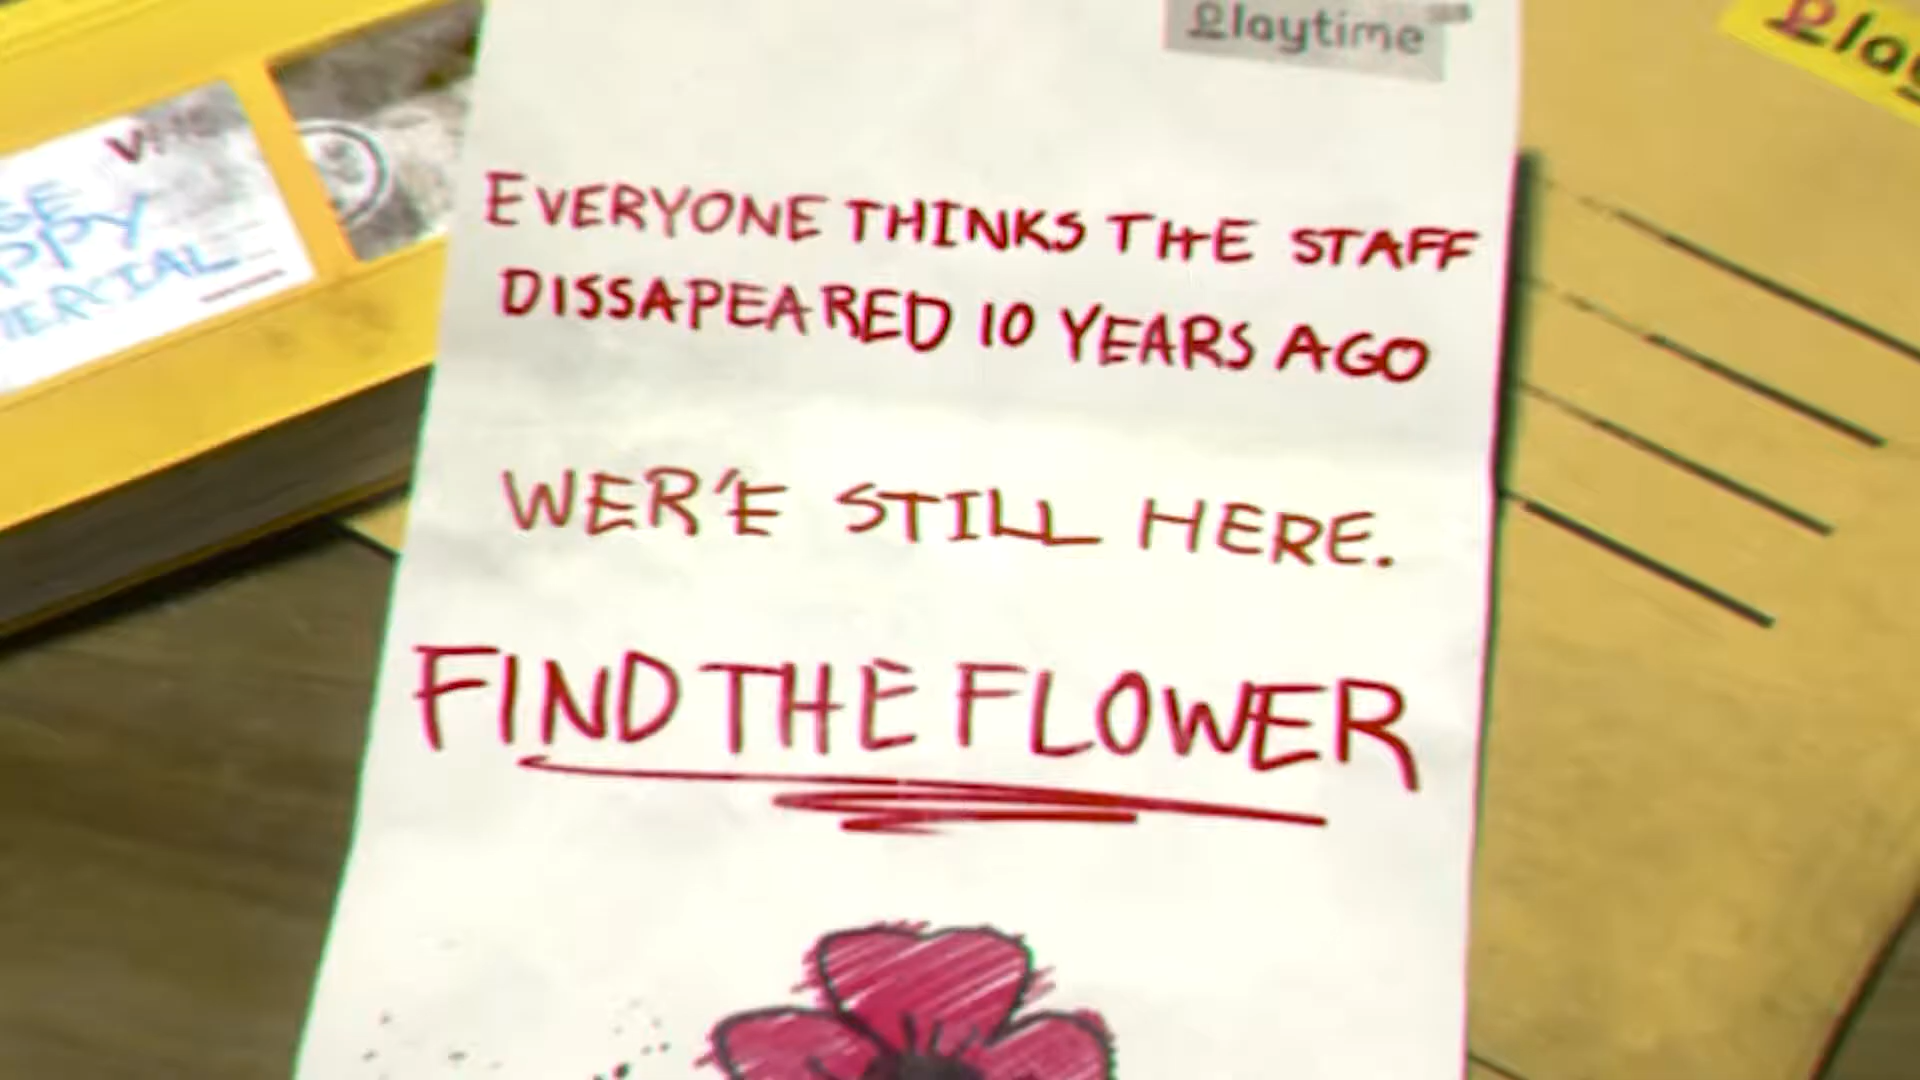 Playtime
EVERYONE THINKS THE STAFF
DISSAPEARED 10 YEARS AGO
WER'E STILL HERE.
FIND THE FLOWER